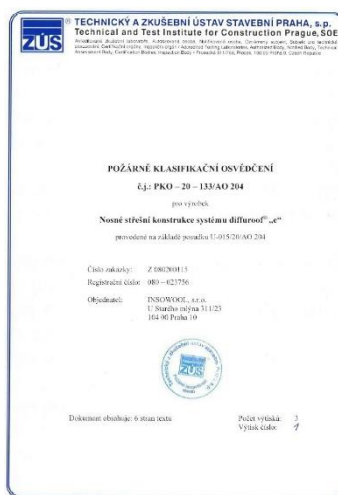 TECHNICKÝ A ZKUŠEBNÍ ÚSTAV STAVEBNÍ PRAHA, s.p.
Technical and Test Institute for Construction Prague, SOE
ZÚS
POŽÁRNĚ KLASIFIKAČNÍ OSVĚDČENÍ
č.j.: PKO – 20 – 133/AO 204
pro výrobek
Nosné střešní konstrukce systému diffuroof® „e“
provedené na základě posudku U-015/20/AO 204
Číslo zakázky: Z 080200115
Registrační číslo: 080 – 023756
Objednatel: INSOWOOL, s.r.o.
U Starého mlýna 311/23
104 00 Praha 10
ZÚS
Dokument obsahuje: 6 stran textu
Počet výtisků: 3
Výtisk číslo: 1